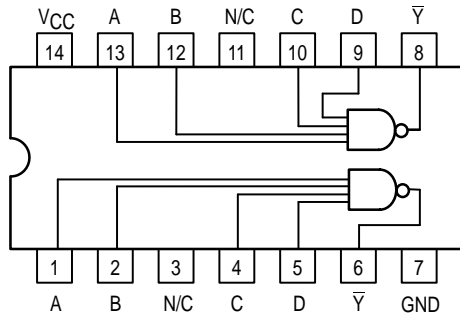 VCC A B N/C C D Y̅
14 13 12 11 10 9 8
1 2 3 4 5 6 7
A B N/C C D Y̅ GND